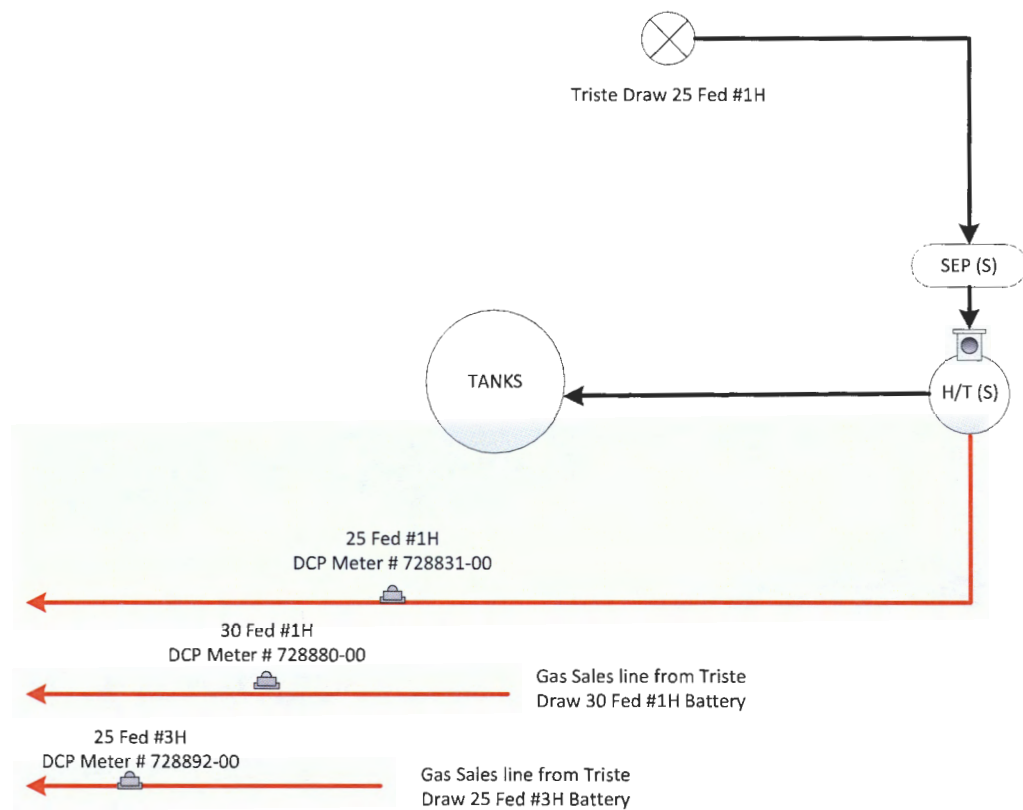 Triste Draw 25 Fed #1H
SEP (S)
H/T (S)
TANKS
25 Fed #1H
DCP Meter # 728831-00
30 Fed #1H
DCP Meter # 728880-00
Gas Sales line from Triste
Draw 30 Fed #1H Battery
25 Fed #3H
DCP Meter # 728892-00
Gas Sales line from Triste
Draw 25 Fed #3H Battery